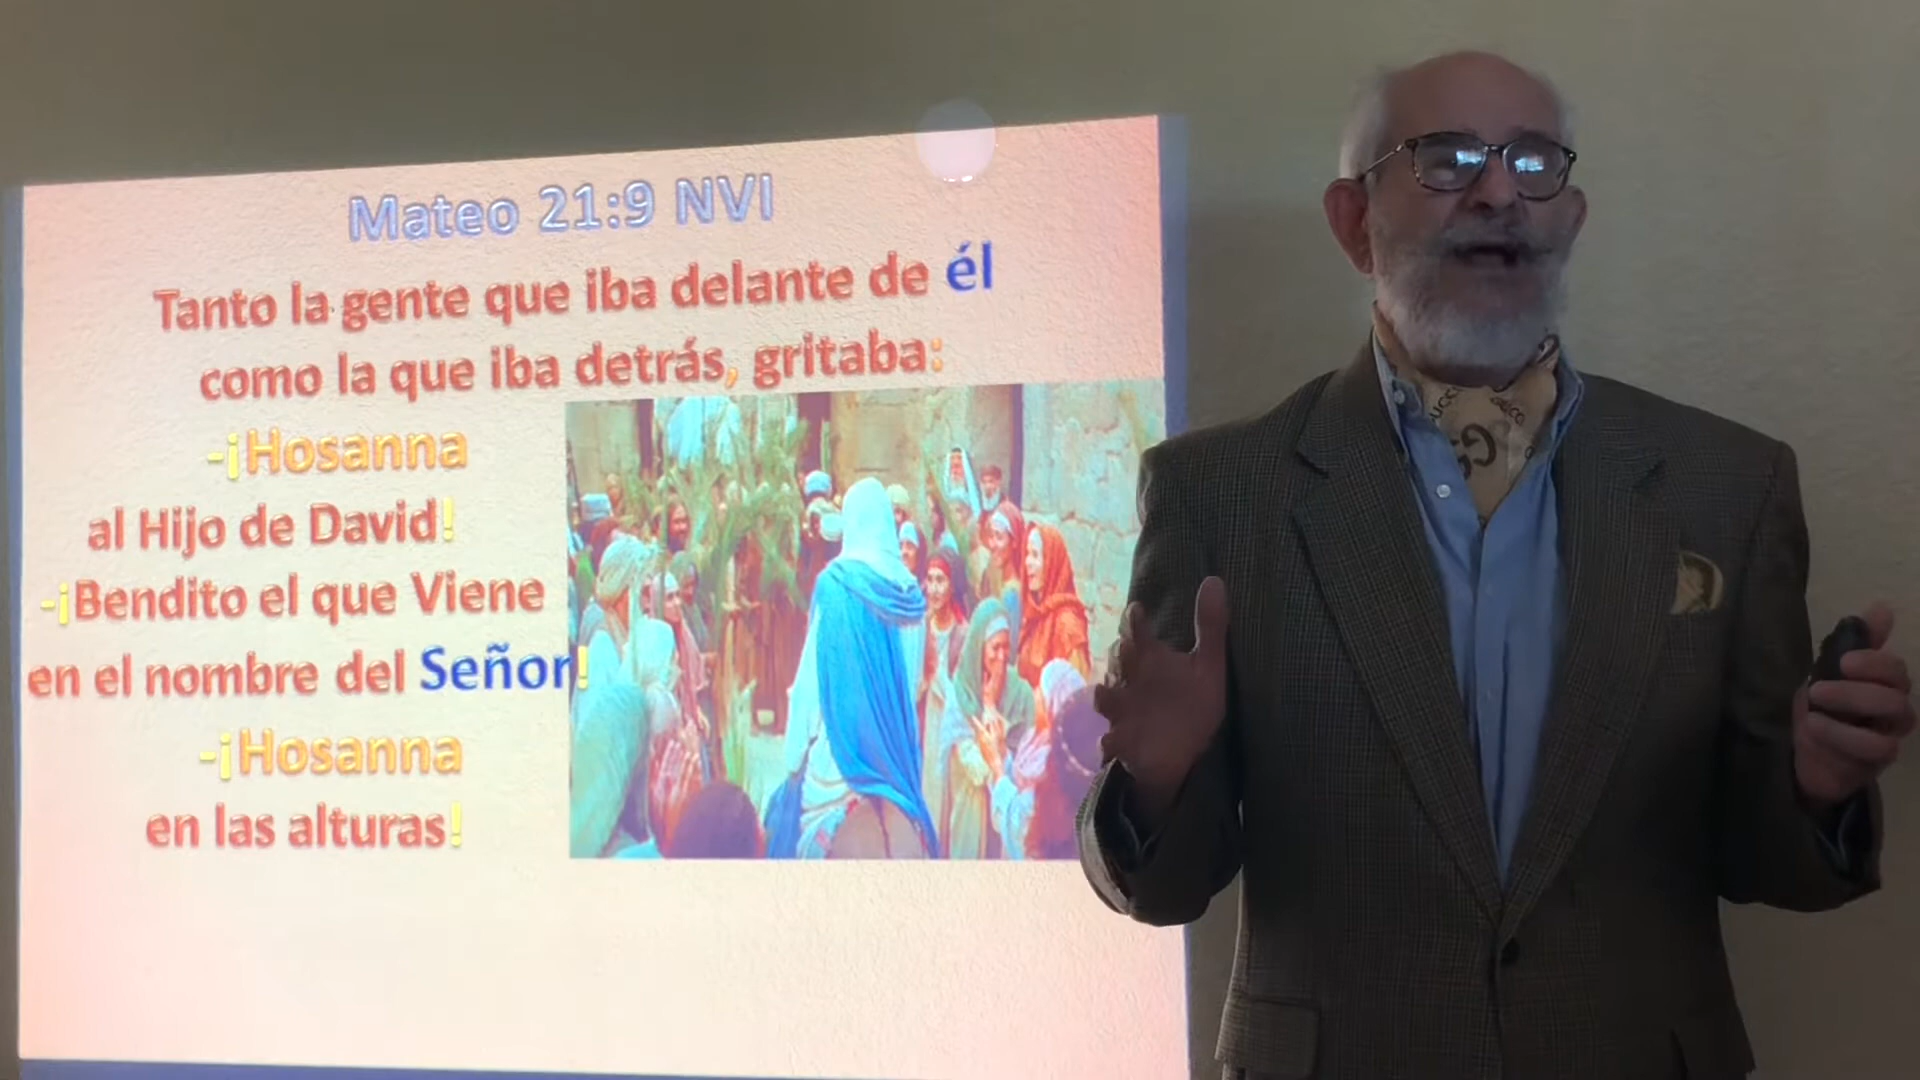 Mateo 21:9 NVI
Tanto la gente que iba delante de él
como la que iba detrás, gritaba:
-¡Hosanna
al Hijo de David!
-¡Bendito el que Viene
en el nombre del Señor!
-¡Hosanna
en las alturas!